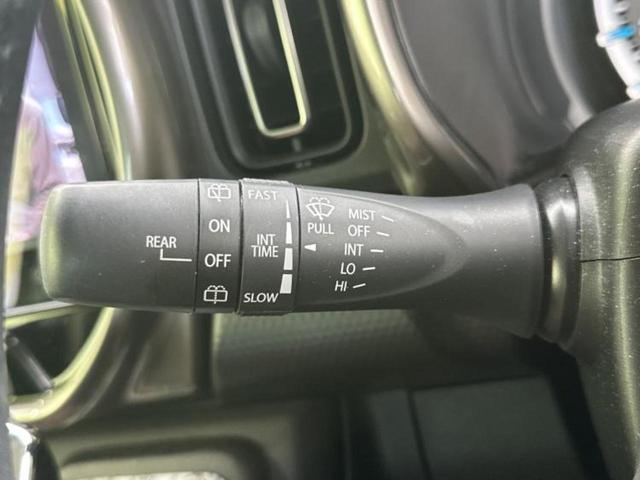 REAR
ON
OFF
FAST
INT
TIME
SLOW
PULL
MIST
OFF
INT
LO
HI